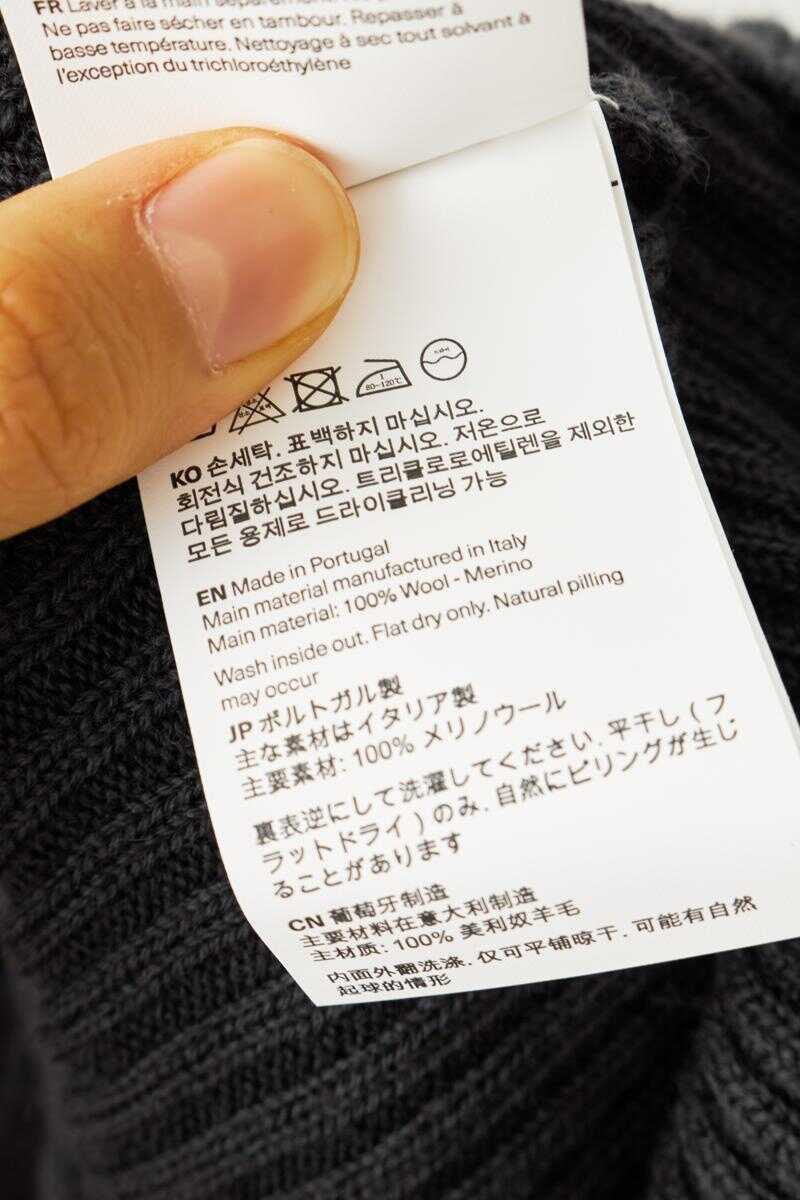 FR Laver à la main séparément.
Ne pas faire sécher en tambour. Repasser à
basse température. Nettoyage à sec tout solvant à
l'exception du trichloroéthylène
1
80~120℃
KO 손세탁. 표백하지 마십시오.
회전식 건조하지 마십시오. 저온으로
다림질하십시오. 트리클로로에틸렌을 제외한
모든 용제로 드라이클리닝 가능
EN Made in Portugal
Main material manufactured in Italy
Main material: 100% Wool - Merino
Wash inside out. Flat dry only. Natural pilling
may occur
JP ポルトガル製
主な素材はイタリア製
主要素材: 100% メリノウール
裏表逆にして洗濯してください. 平干し ( フ
ラットドライ ) のみ. 自然にピリングが生じ
ることがあります
CN 葡萄牙制造
主要材料在意大利制造
主材质: 100% 美利奴羊毛
内面外翻洗涤. 仅可平铺晾干. 可能有自然
起球的情形